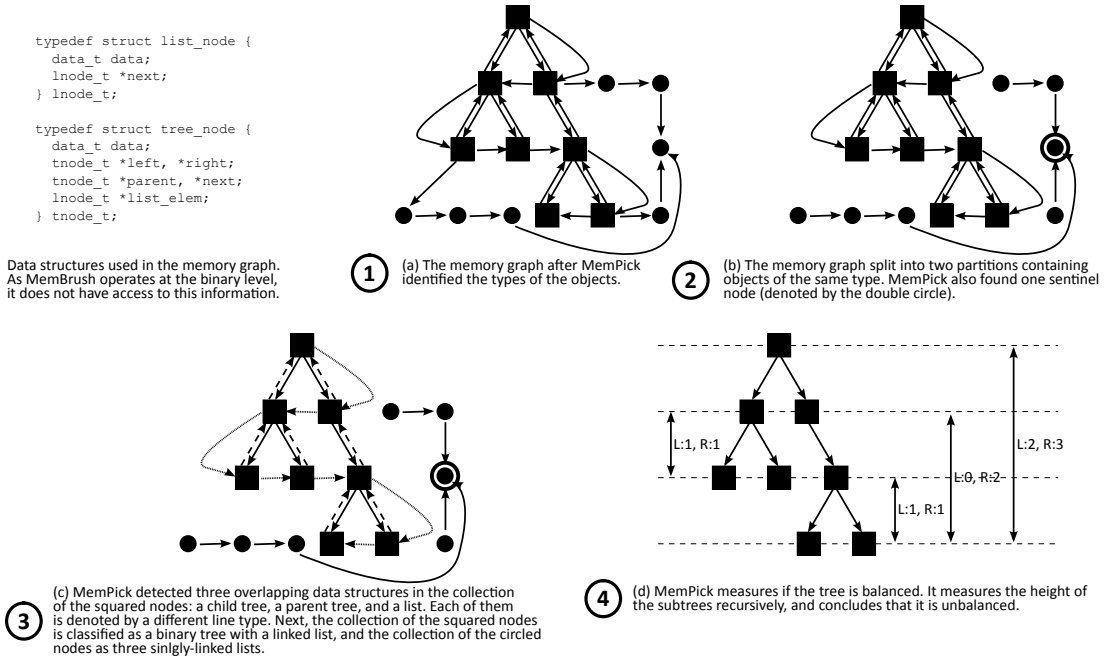 typedef struct list_node {
data_t data;
lnode_t *next;
} lnode_t;
typedef struct tree_node {
data_t data;
tnode_t *left, *right;
tnode_t *parent, *next;
lnode_t *list_elem;
} tnode_t;
Data structures used in the memory graph.
As MemBrush operates at the binary level,
it does not have access to this information.
1
(a) The memory graph after MemPick
identified the types of the objects.
2
(b) The memory graph split into two partitions containing
objects of the same type. MemPick also found one sentinel
node (denoted by the double circle).
3
(c) MemPick detected three overlapping data structures in the collection
of the squared nodes: a child tree, a parent tree, and a list. Each of them
is denoted by a different line type. Next, the collection of the squared nodes
is classified as a binary tree with a linked list, and the collection of the circled
nodes as three sinlgly-linked lists.
L:1, R:1
L:0, R:2
L:1, R:1
L:2, R:3
4
(d) MemPick measures if the tree is balanced. It measures the height of
the subtrees recursively, and concludes that it is unbalanced.